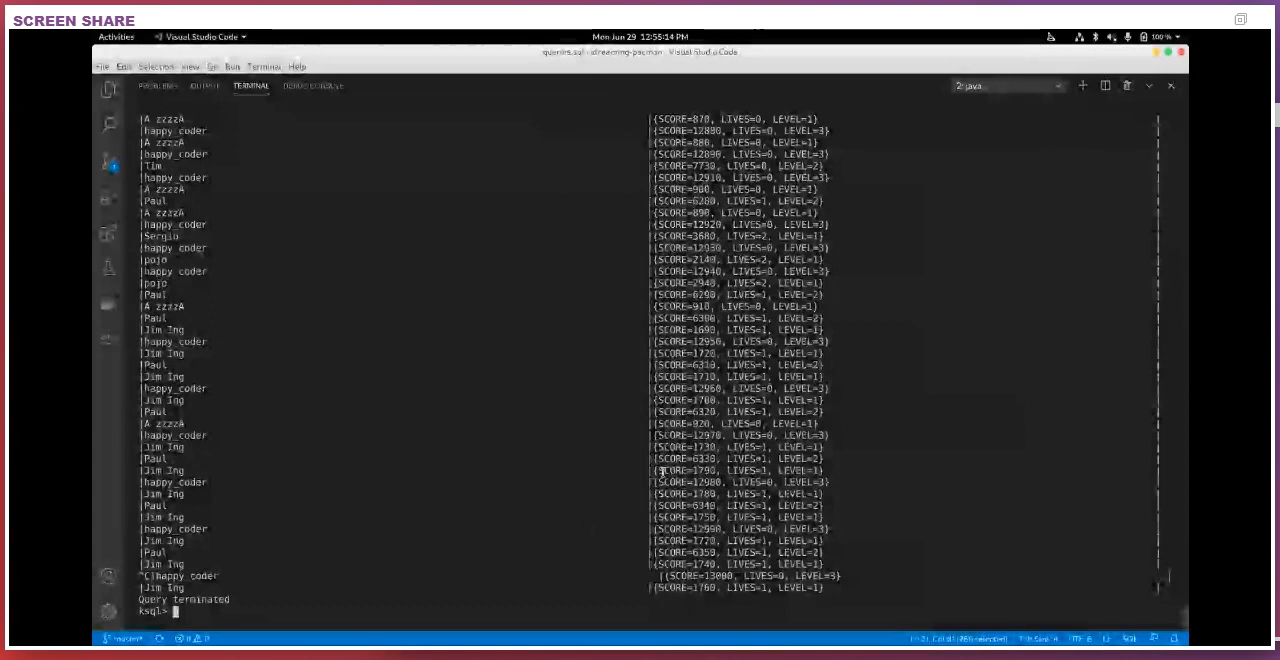 SCREEN SHARE
Activities Visual Studio Code Mon Jun 29 12:55:14 PM 100 %
queries.sql - streaming-pacman - Visual Studio Code
File Edit Selection View Go Run Terminal Help
PROBLEMS OUTPUT TERMINAL DEBUG CONSOLE 2: java
|A zzzzA |{SCORE=870, LIVES=0, LEVEL=1} |
|happy_coder |{SCORE=12880, LIVES=0, LEVEL=3} |
|A zzzzA |{SCORE=880, LIVES=0, LEVEL=1} |
|happy_coder |{SCORE=12890, LIVES=0, LEVEL=3} |
|Tim |{SCORE=7730, LIVES=0, LEVEL=2} |
|happy_coder |{SCORE=12910, LIVES=0, LEVEL=3} |
|A zzzzA |{SCORE=900, LIVES=0, LEVEL=1} |
|Paul |{SCORE=6280, LIVES=1, LEVEL=2} |
|A zzzzA |{SCORE=890, LIVES=0, LEVEL=1} |
|happy_coder |{SCORE=12920, LIVES=0, LEVEL=3} |
|Sergio |{SCORE=3680, LIVES=2, LEVEL=1} |
|happy_coder |{SCORE=12930, LIVES=0, LEVEL=3} |
|pojo |{SCORE=2140, LIVES=2, LEVEL=1} |
|happy_coder |{SCORE=12940, LIVES=0, LEVEL=3} |
|pojo |{SCORE=2940, LIVES=2, LEVEL=1} |
|Paul |{SCORE=6290, LIVES=1, LEVEL=2} |
|A zzzzA |{SCORE=910, LIVES=0, LEVEL=1} |
|Paul |{SCORE=6300, LIVES=1, LEVEL=2} |
|Jim Ing |{SCORE=1690, LIVES=1, LEVEL=1} |
|happy_coder |{SCORE=12950, LIVES=0, LEVEL=3} |
|Jim Ing |{SCORE=1720, LIVES=1, LEVEL=1} |
|Paul |{SCORE=6310, LIVES=1, LEVEL=2} |
|Jim Ing |{SCORE=1710, LIVES=1, LEVEL=1} |
|happy_coder |{SCORE=12960, LIVES=0, LEVEL=3} |
|Jim Ing |{SCORE=1700, LIVES=1, LEVEL=1} |
|Paul |{SCORE=6320, LIVES=1, LEVEL=2} |
|A zzzzA |{SCORE=920, LIVES=0, LEVEL=1} |
|happy_coder |{SCORE=12970, LIVES=0, LEVEL=3} |
|Jim Ing |{SCORE=1730, LIVES=1, LEVEL=1} |
|Paul |{SCORE=6330, LIVES=1, LEVEL=2} |
|Jim Ing |{SCORE=1790, LIVES=1, LEVEL=1} |
|happy_coder |{SCORE=12980, LIVES=0, LEVEL=3} |
|Jim Ing |{SCORE=1780, LIVES=1, LEVEL=1} |
|Paul |{SCORE=6340, LIVES=1, LEVEL=2} |
|Jim Ing |{SCORE=1750, LIVES=1, LEVEL=1} |
|happy_coder |{SCORE=12990, LIVES=0, LEVEL=3} |
|Jim Ing |{SCORE=1770, LIVES=1, LEVEL=1} |
|Paul |{SCORE=6350, LIVES=1, LEVEL=2} |
|Jim Ing |{SCORE=1740, LIVES=1, LEVEL=1} |
^C|happy_coder |{SCORE=13000, LIVES=0, LEVEL=3} |
|Jim Ing |{SCORE=1760, LIVES=1, LEVEL=1} |
Query terminated
ksql>
master* 0 0 UTF-8 SQL